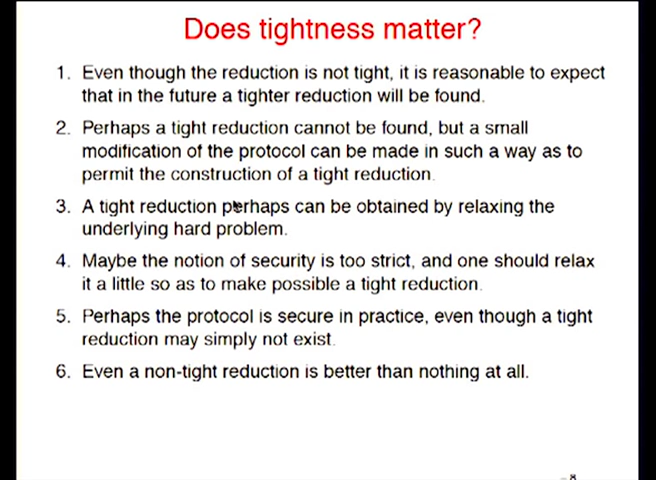 Does tightness matter?
1. Even though the reduction is not tight, it is reasonable to expect
that in the future a tighter reduction will be found.
2. Perhaps a tight reduction cannot be found, but a small
modification of the protocol can be made in such a way as to
permit the construction of a tight reduction.
3. A tight reduction perhaps can be obtained by relaxing the
underlying hard problem.
4. Maybe the notion of security is too strict, and one should relax
it a little so as to make possible a tight reduction.
5. Perhaps the protocol is secure in practice, even though a tight
reduction may simply not exist.
6. Even a non-tight reduction is better than nothing at all.